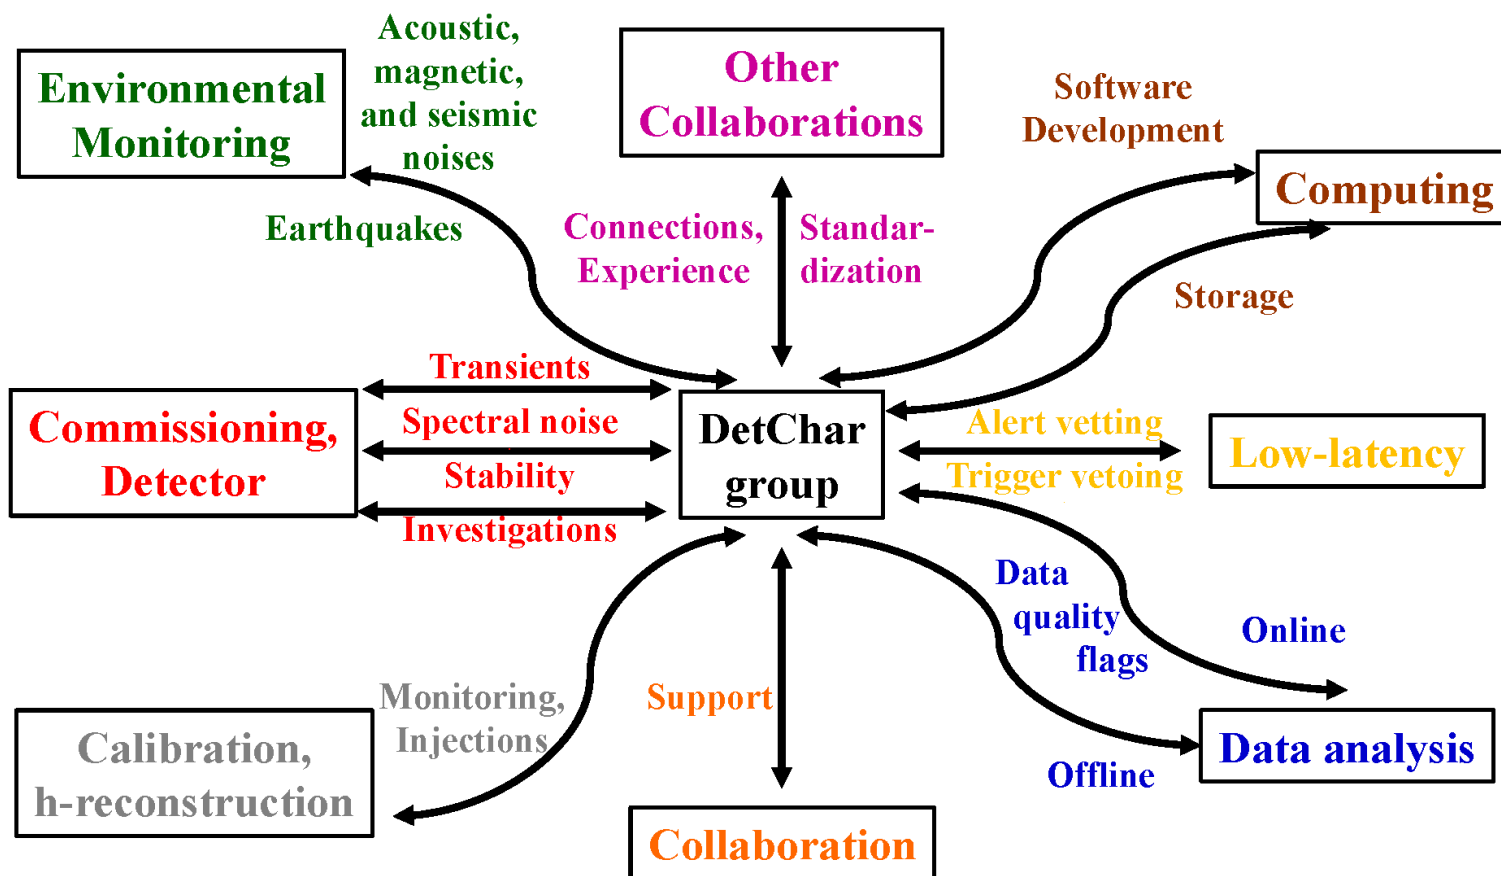 Environmental
Monitoring
Acoustic,
magnetic,
and seismic
noises
Earthquakes
Other
Collaborations
Connections,
Experience
Standar-
dization
Software
Development
Computing
Storage
Commissioning,
Detector
Transients
Spectral noise
Stability
Investigations
DetChar
group
Alert vetting
Trigger vetoing
Low-latency
Data
quality
flags
Online
Offline
Data analysis
Monitoring,
Injections
Calibration,
h-reconstruction
Support
Collaboration